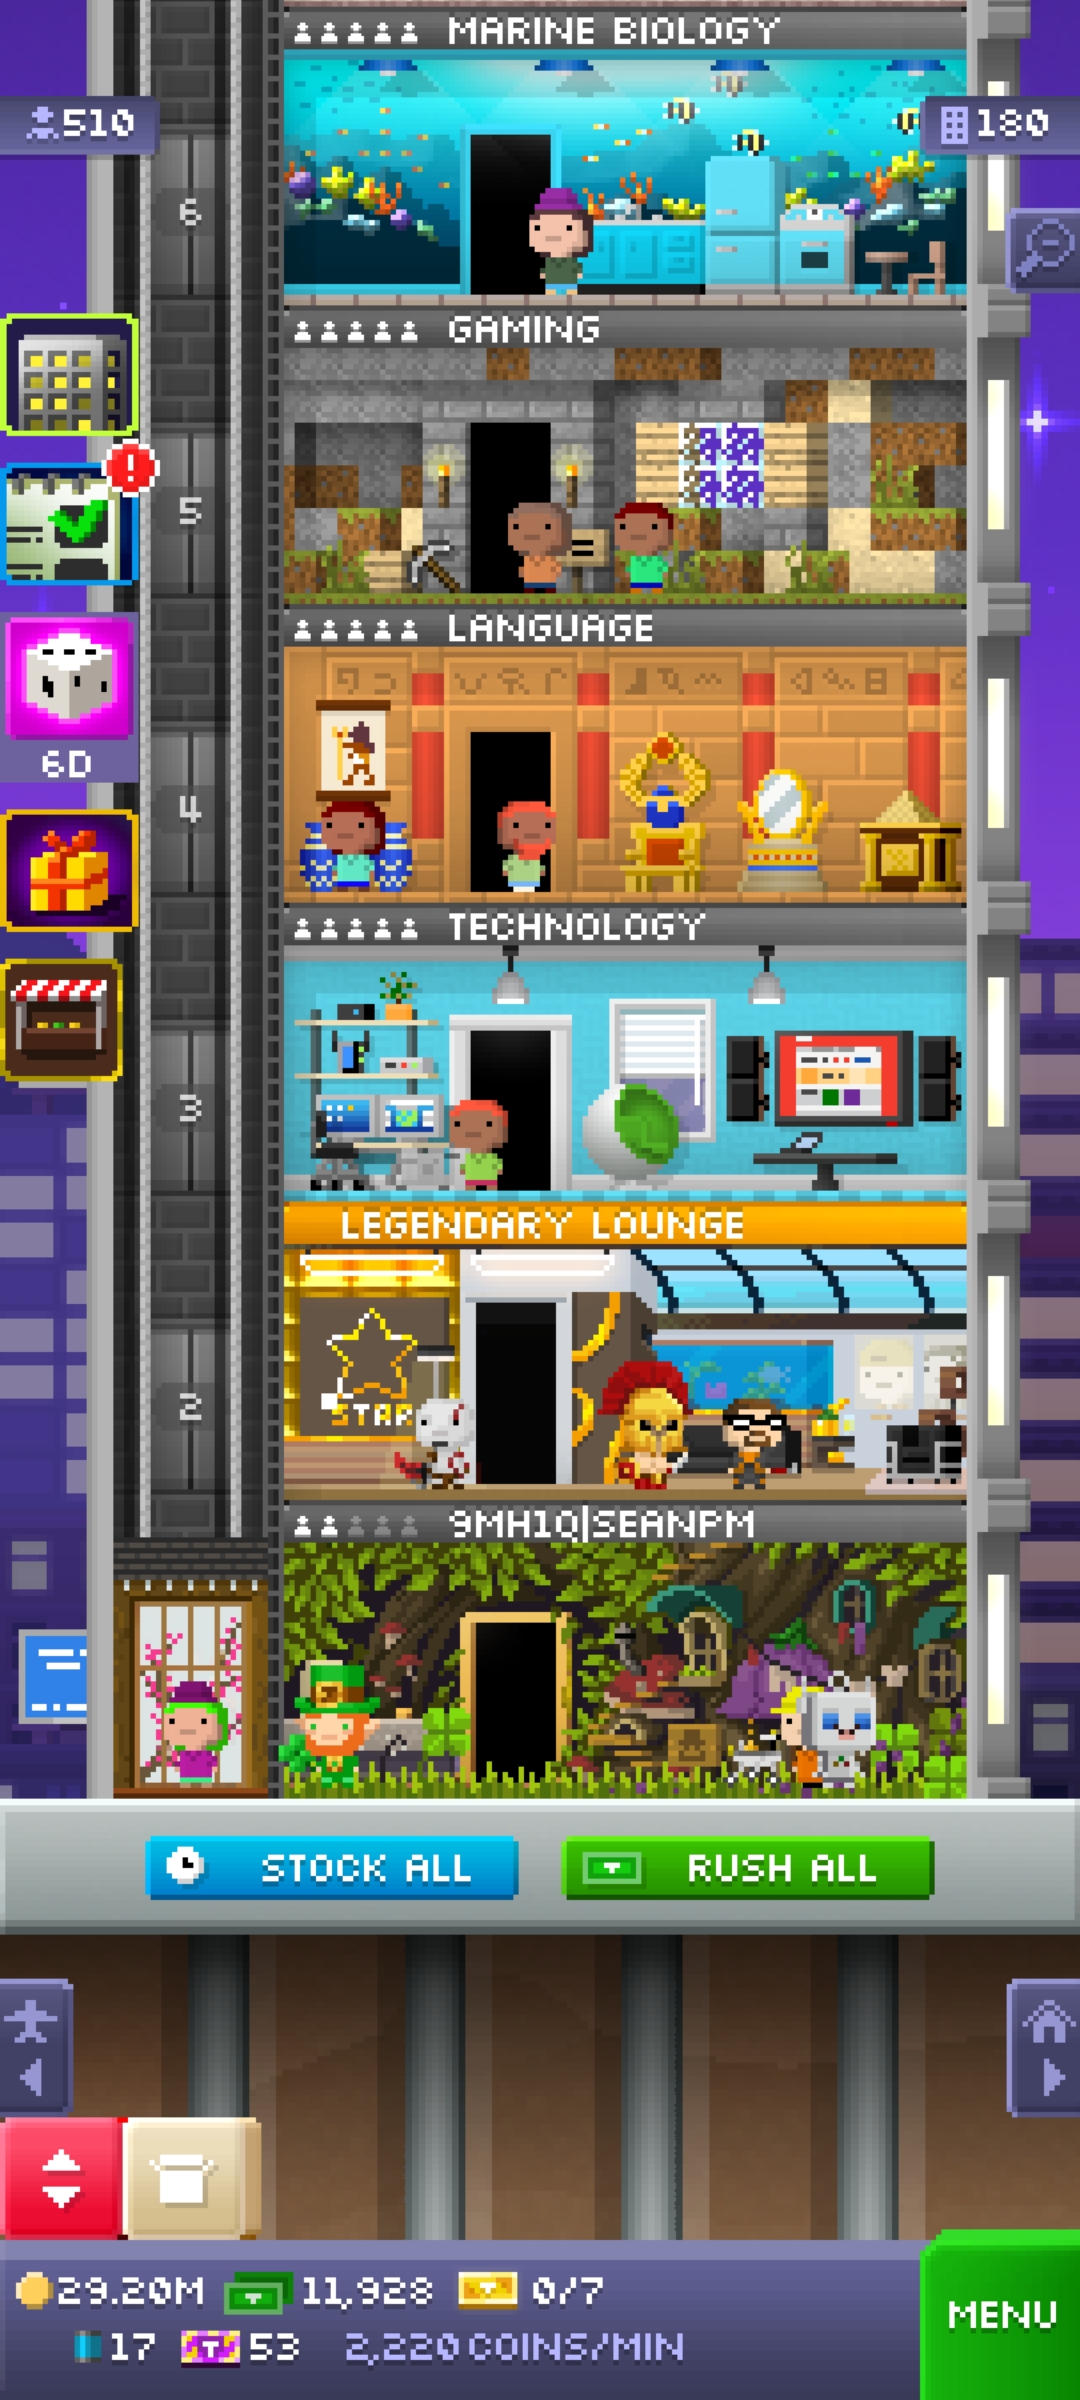 MARINE BIOLOGY
510
180
6
GAMING
5
LANGUAGE
6D
4
TECHNOLOGY
3
LEGENDARY LOUNGE
STAR
2
9MH1Q|SEANPM
STOCK ALL
RUSH ALL
29.20M
11,928
0/7
MENU
17
53
2,220 COINS/MIN